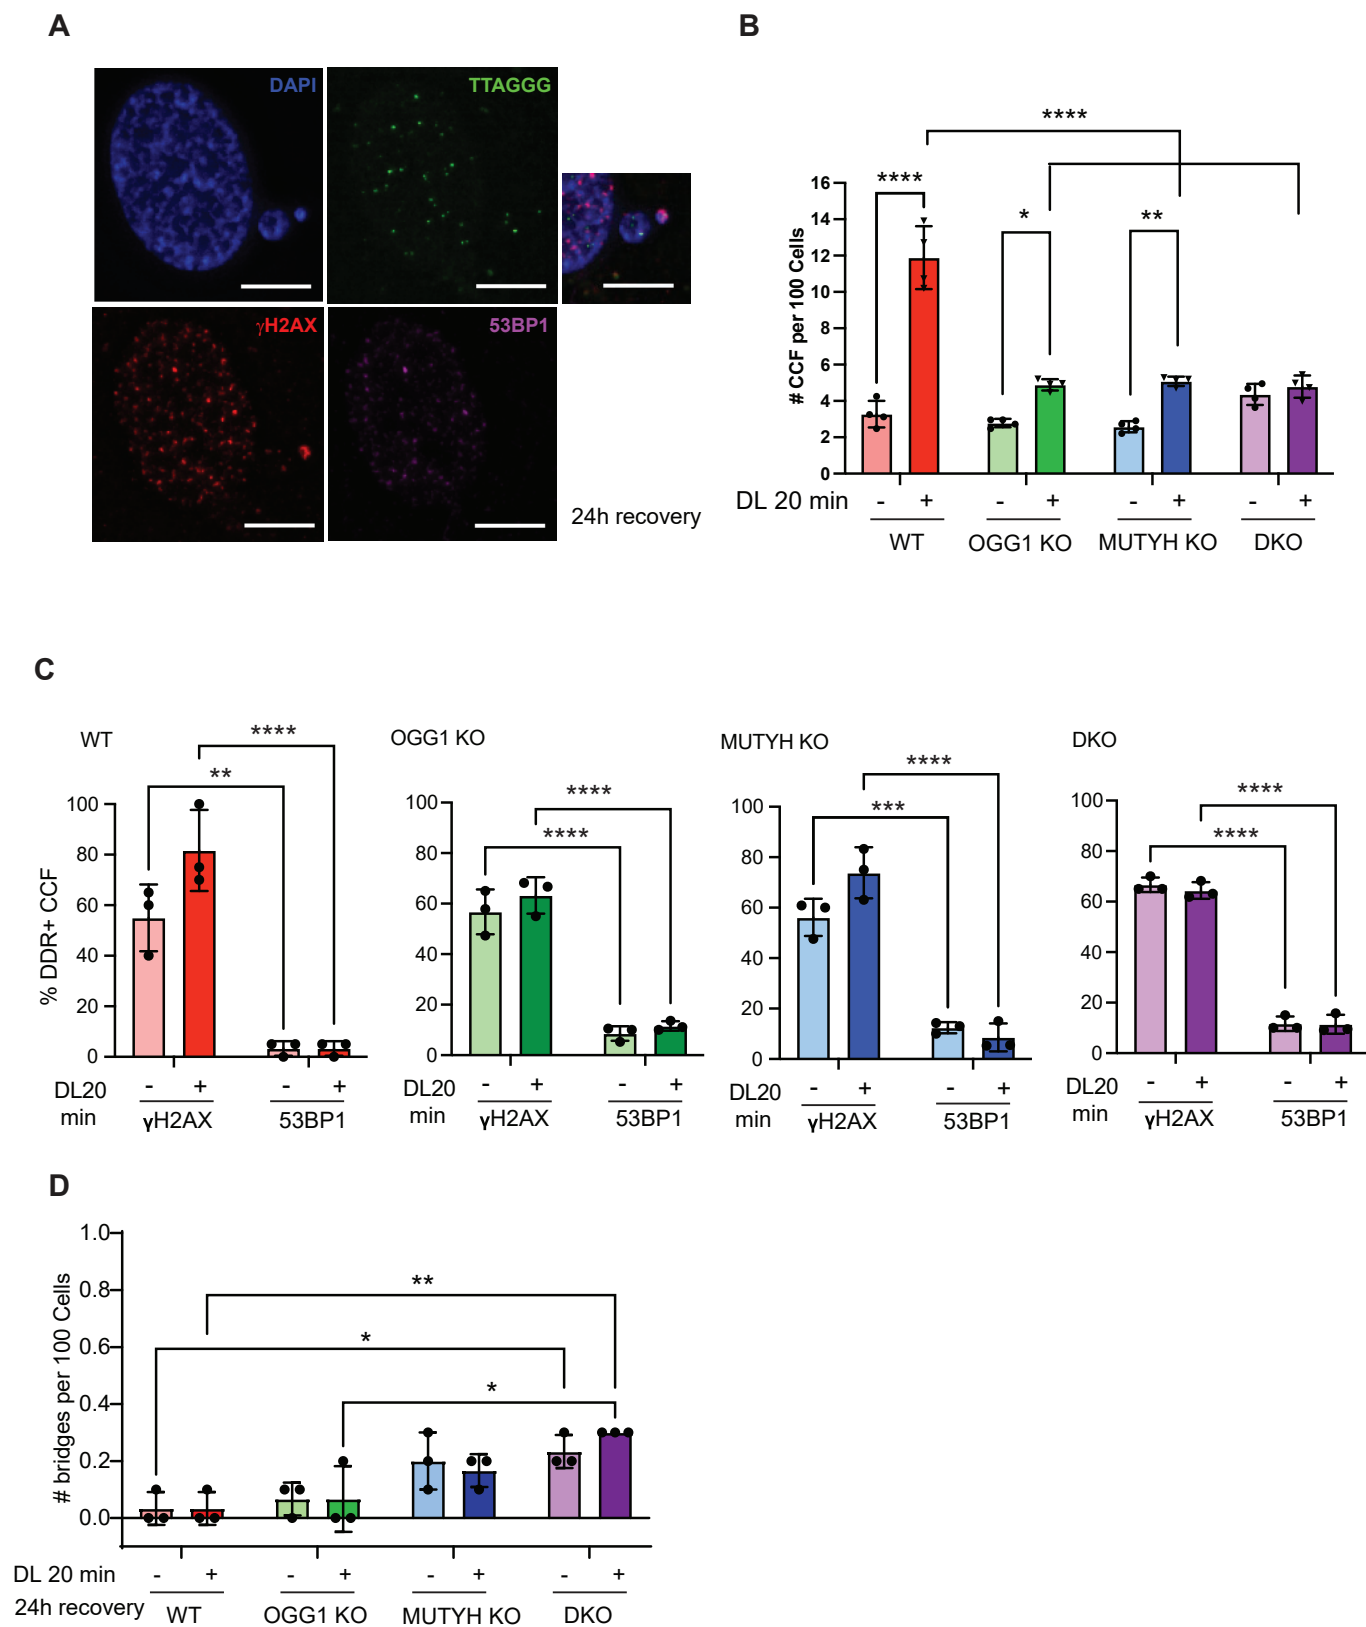 A
B
DAPI
TTAGGG
γH2AX
53BP1
24h recovery
****
****
*
**
# CCF per 100 Cells
16
14
12
10
8
6
4
2
0
DL 20 min - + - + - + - +
WT OGG1 KO MUTYH KO DKO
C
WT
**
****
% DDR+ CCF
100
80
60
40
20
0
DL20 min - + - +
γH2AX 53BP1
OGG1 KO
****
****
100
80
60
40
20
0
DL20 min - + - +
γH2AX 53BP1
MUTYH KO
****
***
100
80
60
40
20
0
DL20 min - + - +
γH2AX 53BP1
DKO
****
****
100
80
60
40
20
0
DL20 min - + - +
γH2AX 53BP1
D
# bridges per 100 Cells
1.0
0.8
0.6
0.4
0.2
0.0
**
*
*
DL 20 min - + - + - + - +
24h recovery WT OGG1 KO MUTYH KO DKO